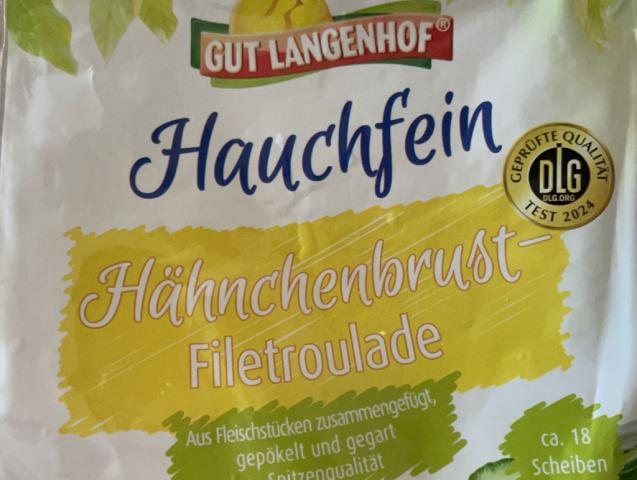 GUT LANGENHOF®
Hauchfein
GEPRÜFTE QUALITÄT
DLG
DLG.ORG
TEST 2024
Hähnchenbrust-
Filetroulade
Aus Fleischstücken zusammengefügt,
gepökelt und gegart
Spitzenqualität
ca. 18
Scheiben